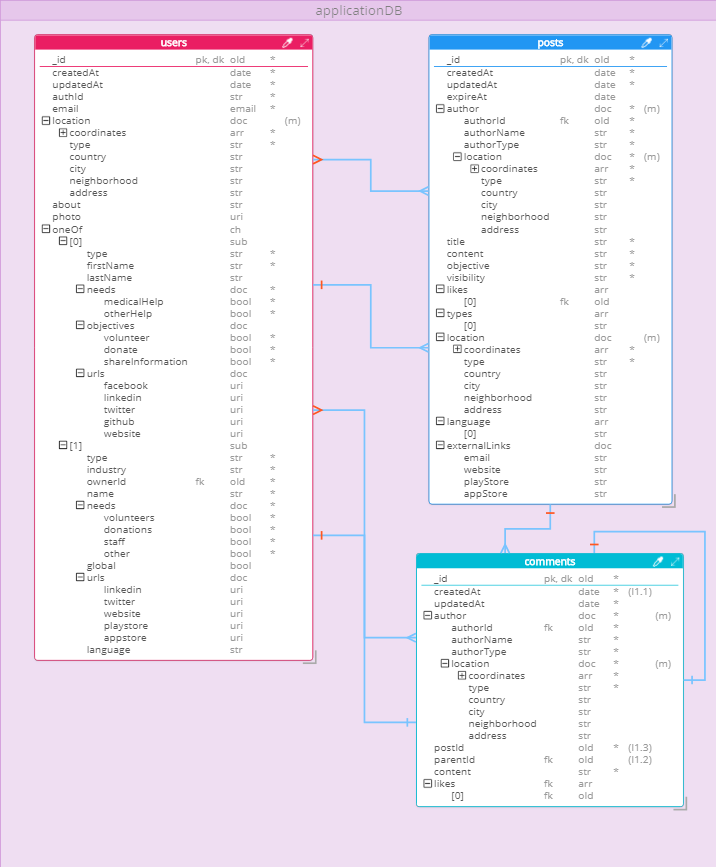 applicationDB
users
_id pk, dk oId *
createdAt date *
updatedAt date *
authId str *
email email *
location doc (m)
coordinates arr *
type str *
country str
city str
neighborhood str
address str
about str
photo uri
oneOf ch
[0] sub
type str *
firstName str *
lastName str
needs doc *
medicalHelp bool *
otherHelp bool *
objectives doc
volunteer bool *
donate bool *
shareInformation bool *
urls doc
facebook uri
linkedin uri
twitter uri
github uri
website uri
[1] sub
type str *
industry str *
ownerId fk oId *
name str *
needs doc *
volunteers bool *
donations bool *
staff bool *
other bool *
global bool
urls doc
linkedin uri
twitter uri
website uri
playstore uri
appstore uri
language str
posts
_id pk, dk oId *
createdAt date *
updatedAt date *
expireAt date
author doc * (m)
authorId fk oId *
authorName str *
authorType str *
location doc * (m)
coordinates arr *
type str *
country str
city str
neighborhood str
address str
title str *
content str *
objective str *
visibility str *
likes arr
[0] fk oId
types arr
[0] str
location doc (m)
coordinates arr *
type str *
country str
city str
neighborhood str
address str
language arr
[0] str
externalLinks doc
email str
website str
playStore str
appStore str
comments
_id pk, dk oId *
createdAt date * (I1.1)
updatedAt date *
author doc * (m)
authorId fk oId *
authorName str *
authorType str *
location doc * (m)
coordinates arr *
type str *
country str
city str
neighborhood str
address str
postId oId * (I1.3)
parentId fk oId (I1.2)
content str *
likes fk arr
[0] fk oId